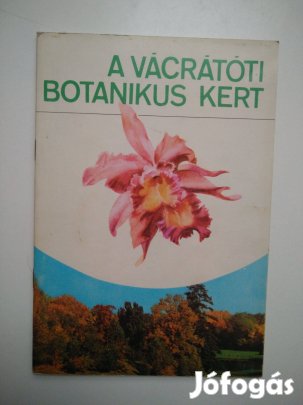 A VÁCRÁTÓTI
BOTANIKUS KERT
Jófogás